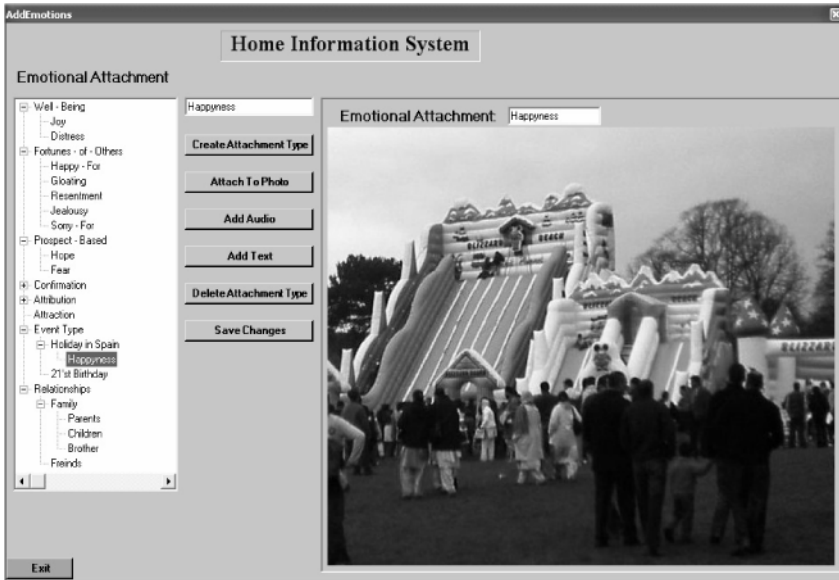 AddEmotions
Home Information System
Emotional Attachment
Well - Being
Joy
Distress
Fortunes - of - Others
Happy - For
Gloating
Resentment
Jealousy
Sorry - For
Prospect - Based
Hope
Fear
Confirmation
Attribution
Attraction
Event Type
Holiday in Spain
Happyness
21'st Birthday
Relationships
Family
Parents
Children
Brother
Freinds
Happyness
Create Attachment Type
Attach To Photo
Add Audio
Add Text
Delete Attachment Type
Save Changes
Emotional Attachment: Happyness
BLIZZARD BEACH
BLIZZARD
Exit